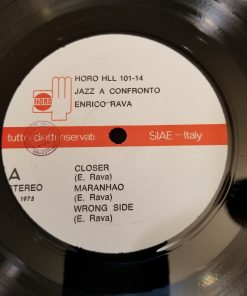 HORO HLL 101-14
JAZZ A CONFRONTO
ENRICO RAVA
HORO
tutti i diritti riservati
SIAE - Italy
A
STEREO
1975
CLOSER
(E. Rava)
MARANHAO
(E. Rava)
WRONG SIDE
(E. Rava)